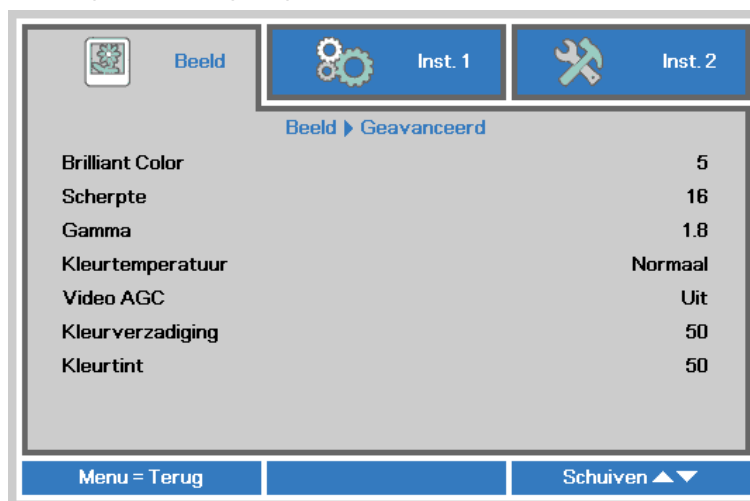 Beeld Inst. 1 Inst. 2
Beeld ▶ Geavanceerd
Brilliant Color 5
Scherpte 16
Gamma 1.8
Kleurtemperatuur Normaal
Video AGC Uit
Kleurverzadiging 50
Kleurtint 50
Menu = Terug Schuiven ▲▼